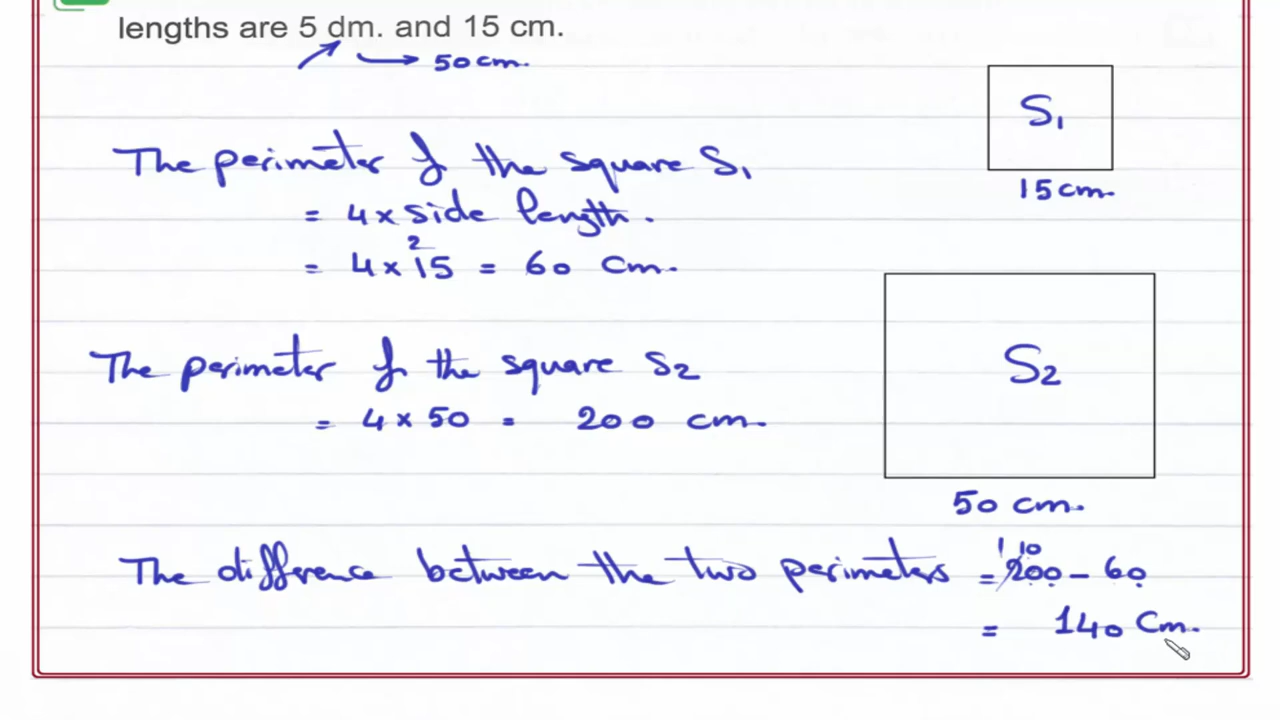 lengths are 5 dm. and 15 cm.
50 cm.
S1
15 cm.
The perimeter of the square S1
= 4 × side length.
2
= 4 × 15 = 60 cm.
The perimeter of the square S2
= 4 × 50 = 200 cm.
S2
50 cm.
1 10
The difference between the two perimeters = 200 - 60
= 140 cm.